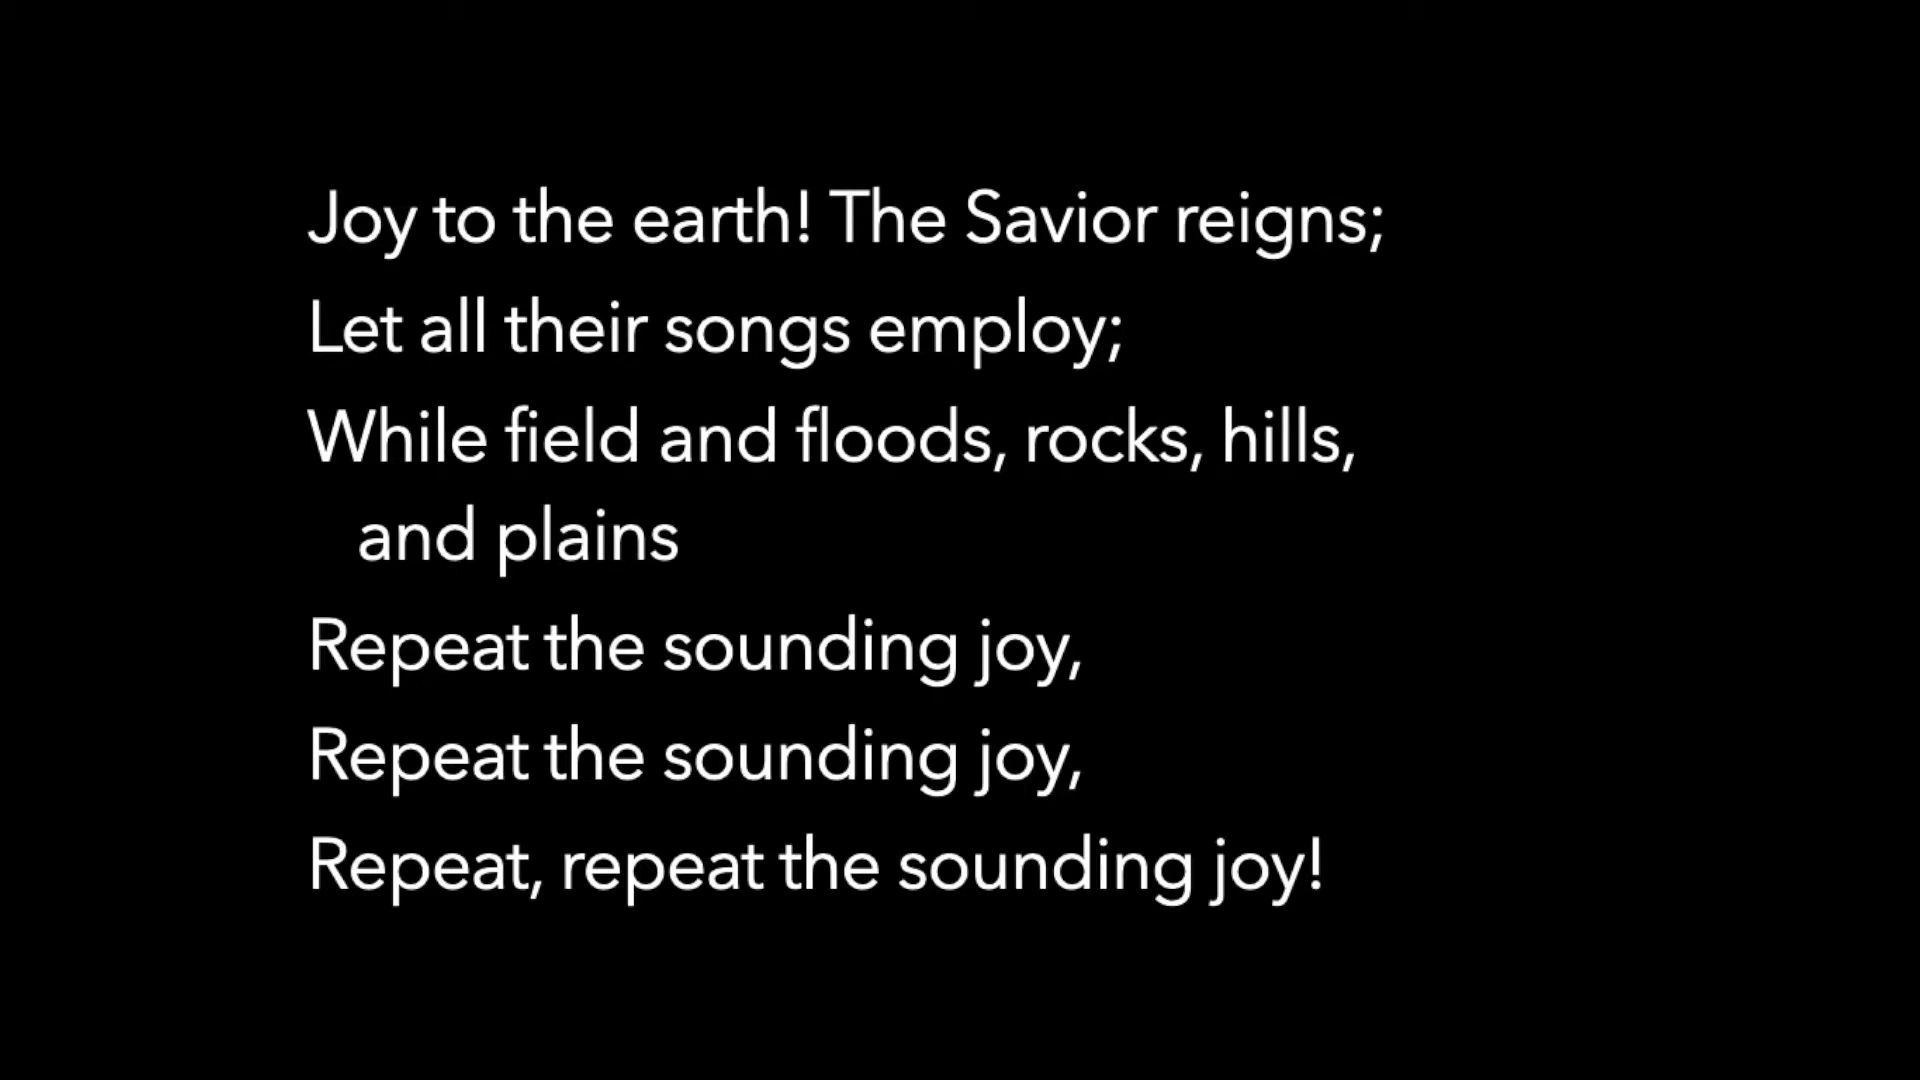 Joy to the earth! The Savior reigns;
Let all their songs employ;
While field and floods, rocks, hills,
and plains
Repeat the sounding joy,
Repeat the sounding joy,
Repeat, repeat the sounding joy!